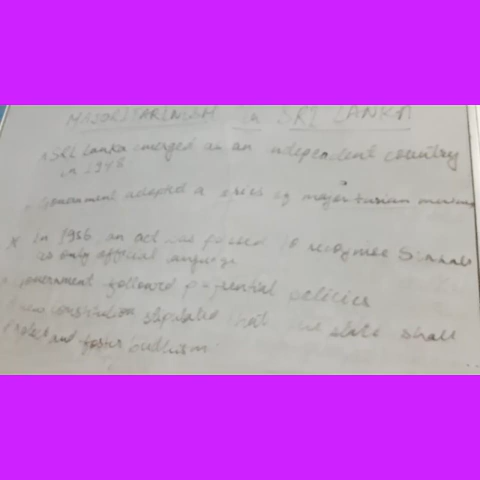 MAJORITARINISM in SRI LANKA
SRI Lanka emerged as an independent country
in 1948
Government adopted a series of majoritarian measures
* In 1956 an act was passed to recognise Sinhala
as only official language
Government followed preferential policies
A new constitution stipulated that the state shall
protect and foster buddhism